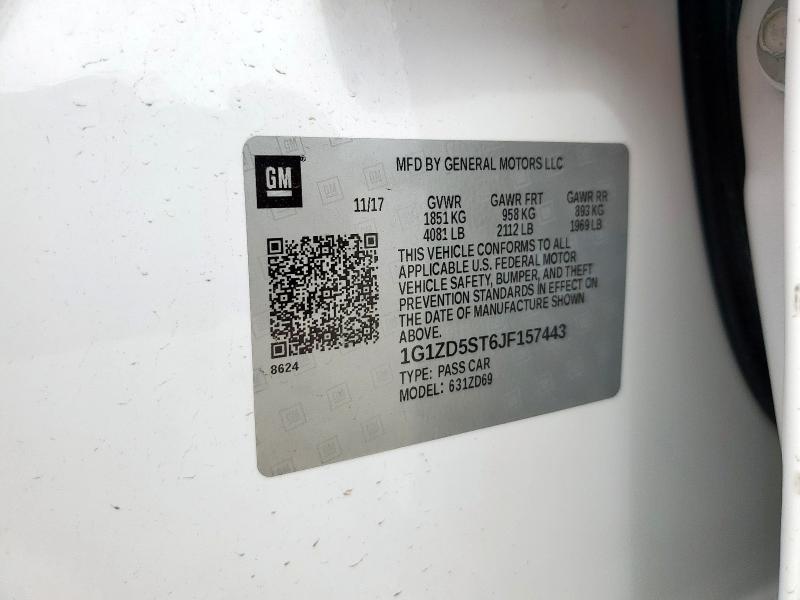 GM
MFD BY GENERAL MOTORS LLC
11/17
GVWR GAWR FRT GAWR RR
1851 KG 958 KG 893 KG
4081 LB 2112 LB 1969 LB
THIS VEHICLE CONFORMS TO ALL
APPLICABLE U.S. FEDERAL MOTOR
VEHICLE SAFETY, BUMPER, AND THEFT
PREVENTION STANDARDS IN EFFECT ON
THE DATE OF MANUFACTURE SHOWN
ABOVE.
8624
1G1ZD5ST6JF157443
TYPE: PASS CAR
MODEL: 631ZD69